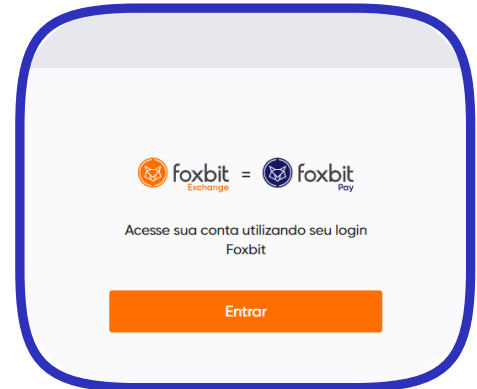 foxbit = foxbit
Exchange Pay
Acesse sua conta utilizando seu login
Foxbit
Entrar